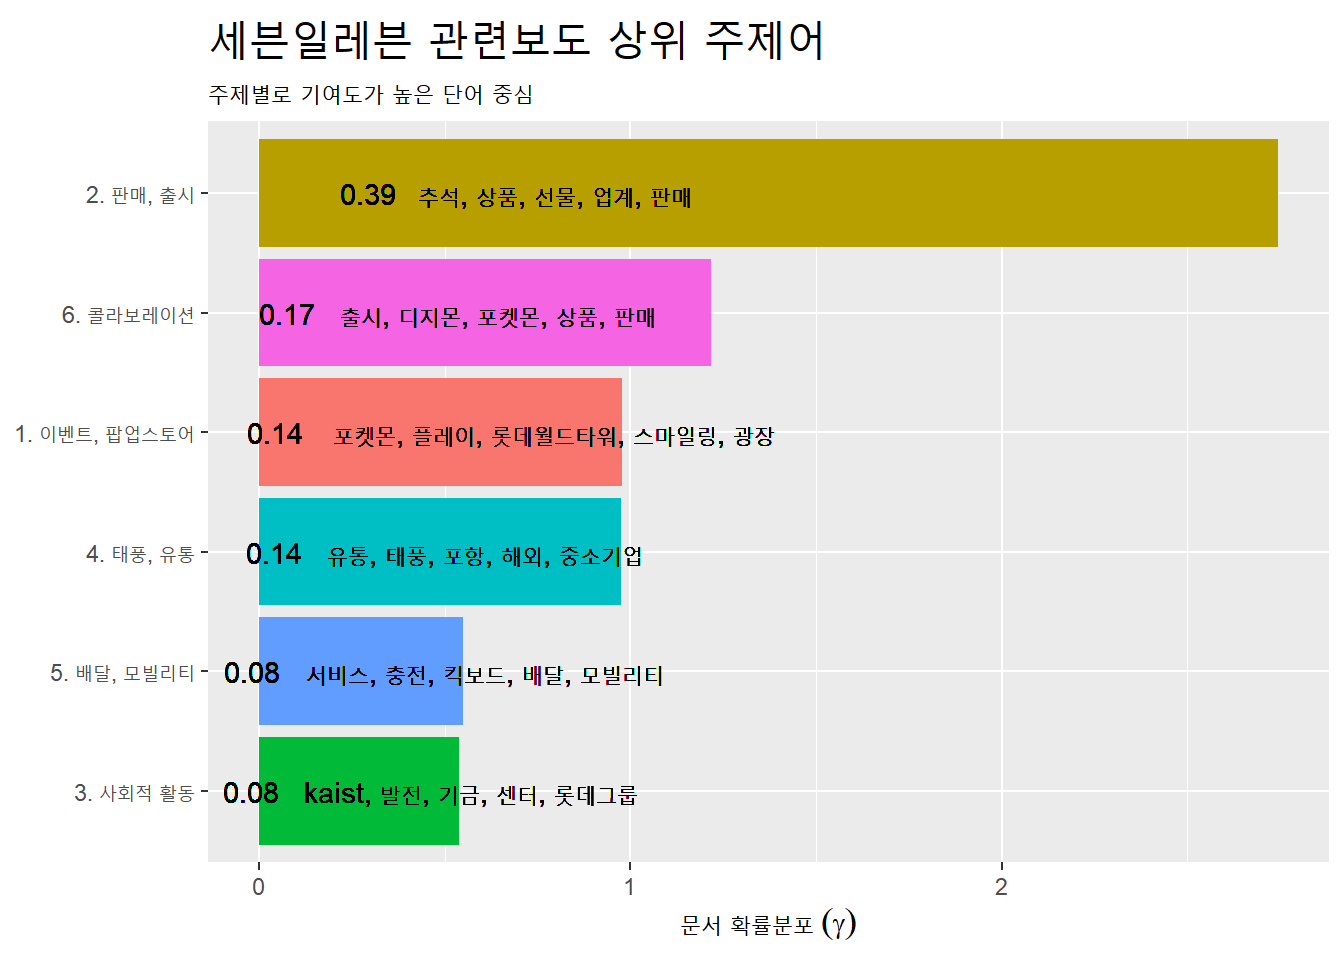 세븐일레븐 관련보도 상위 주제어
주제별로 기여도가 높은 단어 중심
2. 판매, 출시
0.39 추석, 상품, 선물, 업계, 판매
6. 콜라보레이션
0.17 출시, 디지몬, 포켓몬, 상품, 판매
1. 이벤트, 팝업스토어
0.14 포켓몬, 플레이, 롯데월드타워, 스마일링, 광장
4. 태풍, 유통
0.14 유통, 태풍, 포항, 해외, 중소기업
5. 배달, 모빌리티
0.08 서비스, 충전, 킥보드, 배달, 모빌리티
3. 사회적 활동
0.08 kaist, 발전, 기금, 센터, 롯데그룹
0 1 2
문서 확률분포 (γ)